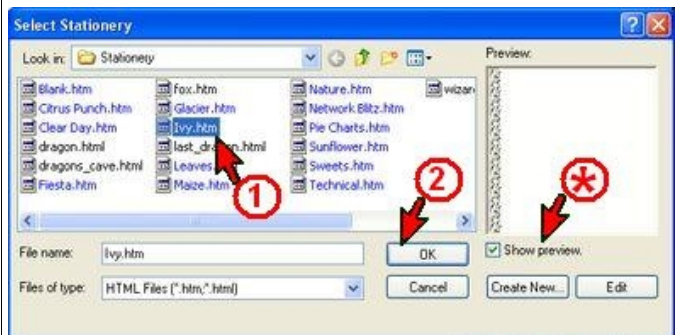 Select Stationery
Look in: Stationery
Preview:
Blank.htm
Citrus Punch.htm
Clear Day.htm
dragon.html
dragons_cave.html
Fiesta.htm
fox.htm
Glacier.htm
Ivy.htm
last_dragon.html
Leaves
Maize.htm
Nature.htm
Network Blitz.htm
Pie Charts.htm
Sunflower.htm
Sweets.htm
Technical.htm
wizar
1
2
*
File name: Ivy.htm
OK
Show preview.
Files of type: HTML Files (*.htm;*.html)
Cancel
Create New...
Edit